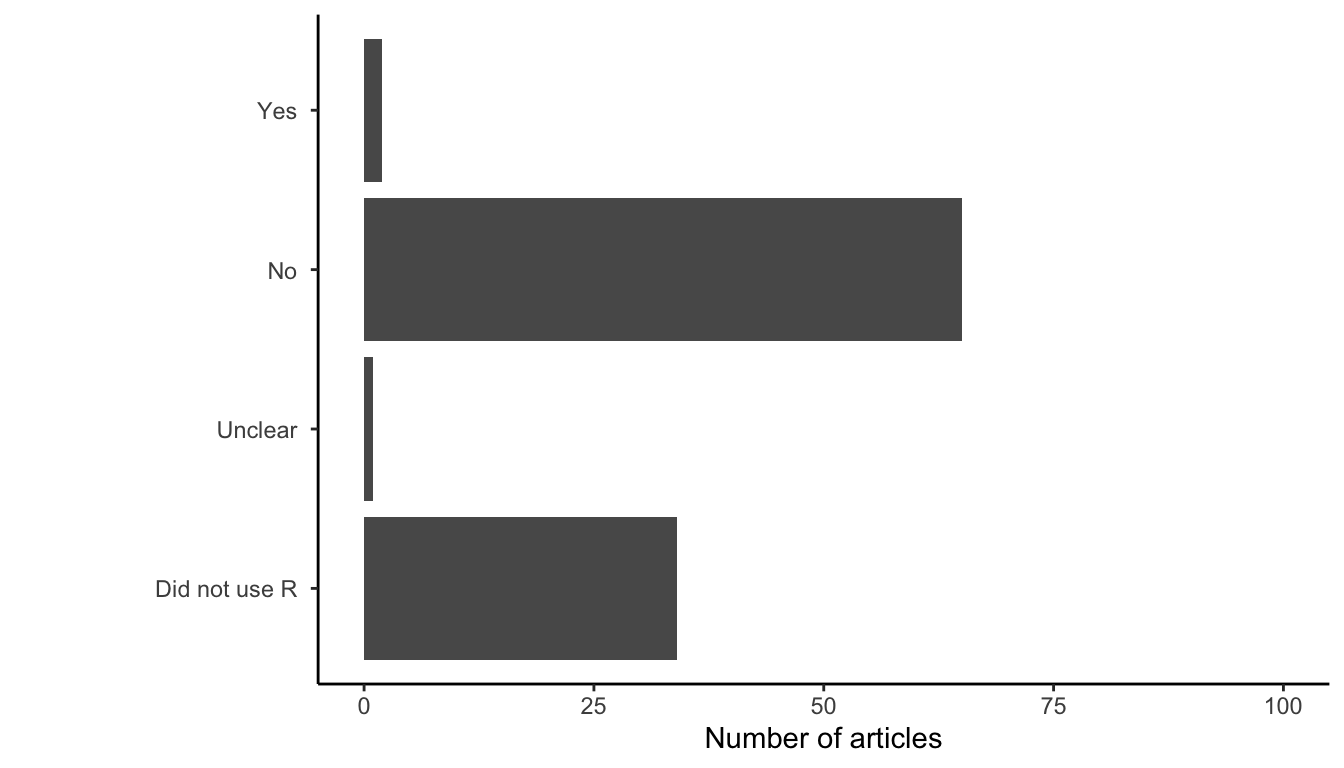 Yes
No
Unclear
Did not use R
0 25 50 75 100
Number of articles